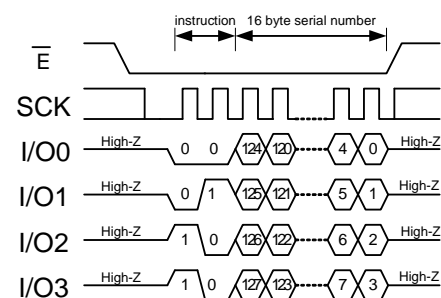 instruction 16 byte serial number
E
SCK
I/O0 High-Z 0 0 124 120 4 0 High-Z
I/O1 High-Z 0 1 125 121 5 1 High-Z
I/O2 High-Z 1 0 126 122 6 2 High-Z
I/O3 High-Z 1 0 127 123 7 3 High-Z